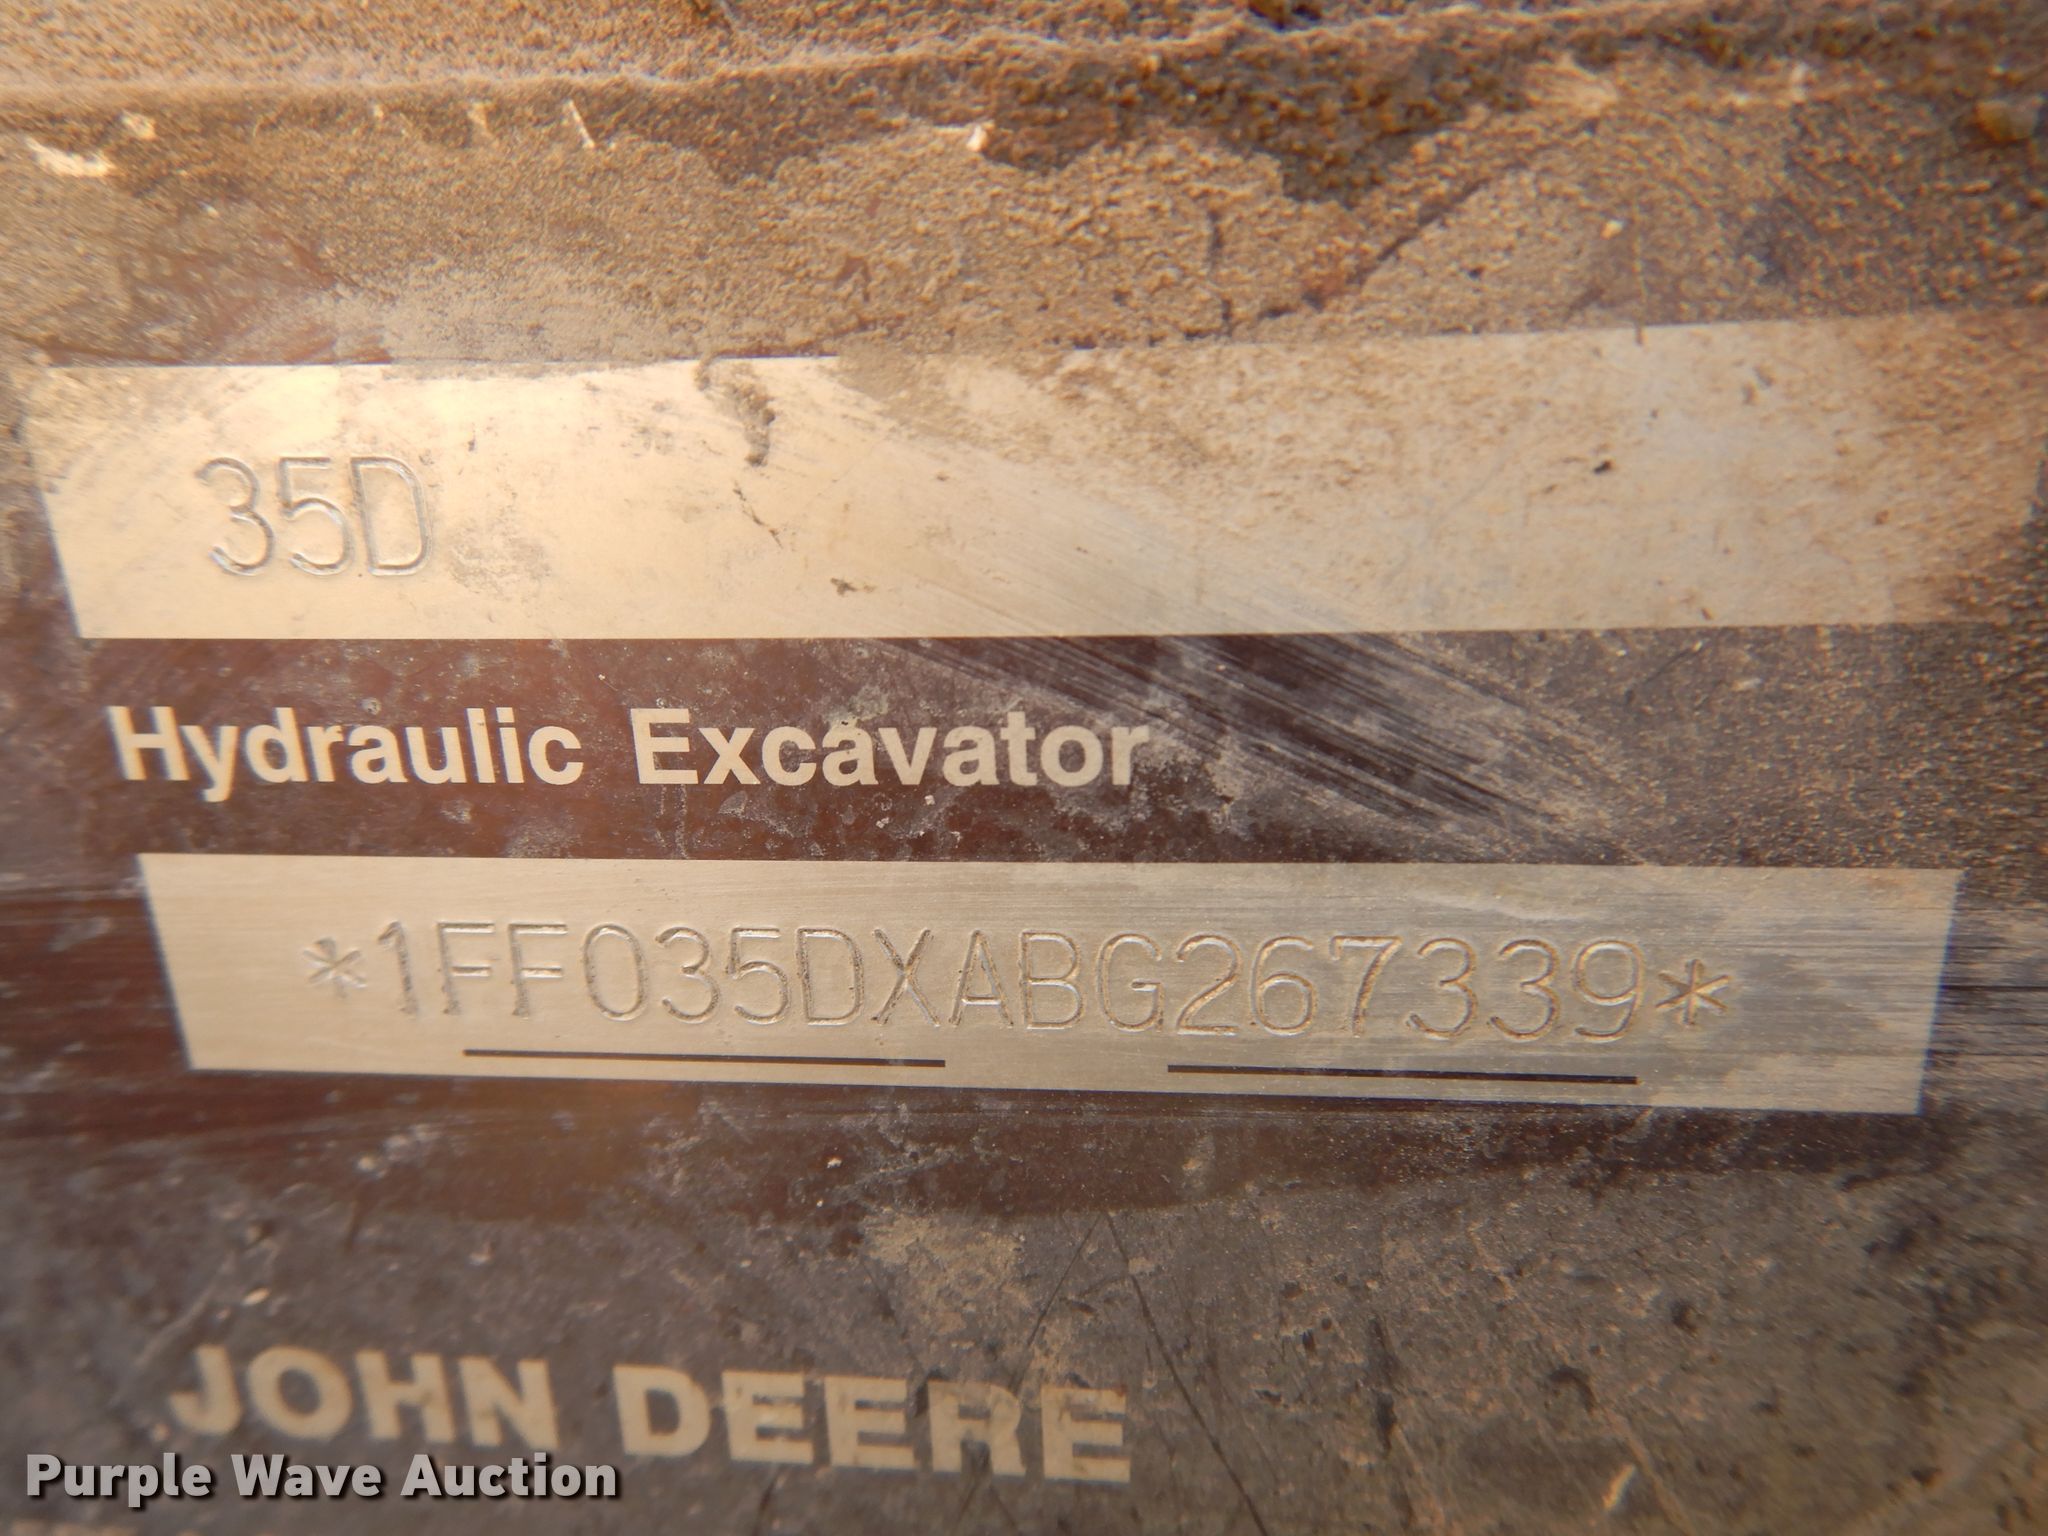 35D
Hydraulic Excavator
*1FF035DXABG267339*
JOHN DEERE
Purple Wave Auction